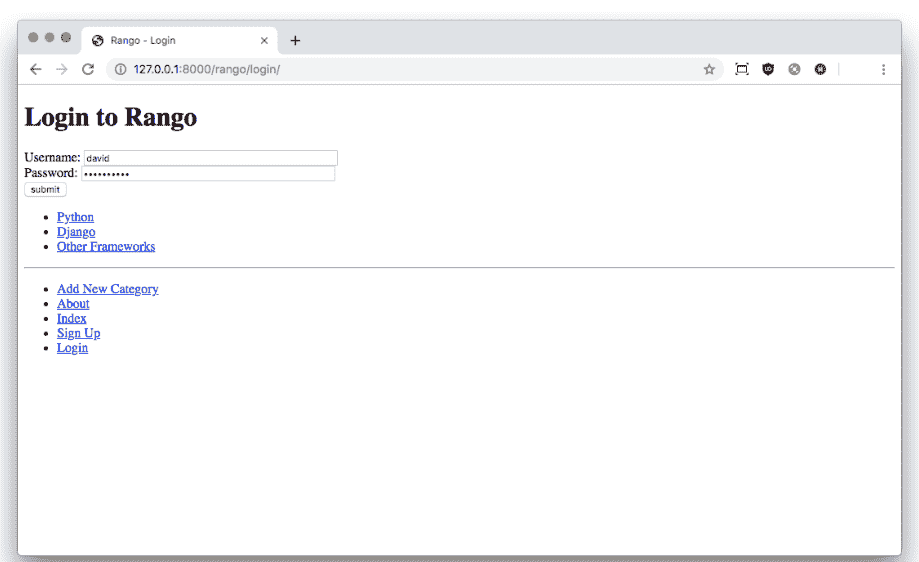 Rango - Login
127.0.0.1:8000/rango/login/
Login to Rango
Username: david
Password: ••••••••••
submit
• Python
• Django
• Other Frameworks
• Add New Category
• About
• Index
• Sign Up
• Login